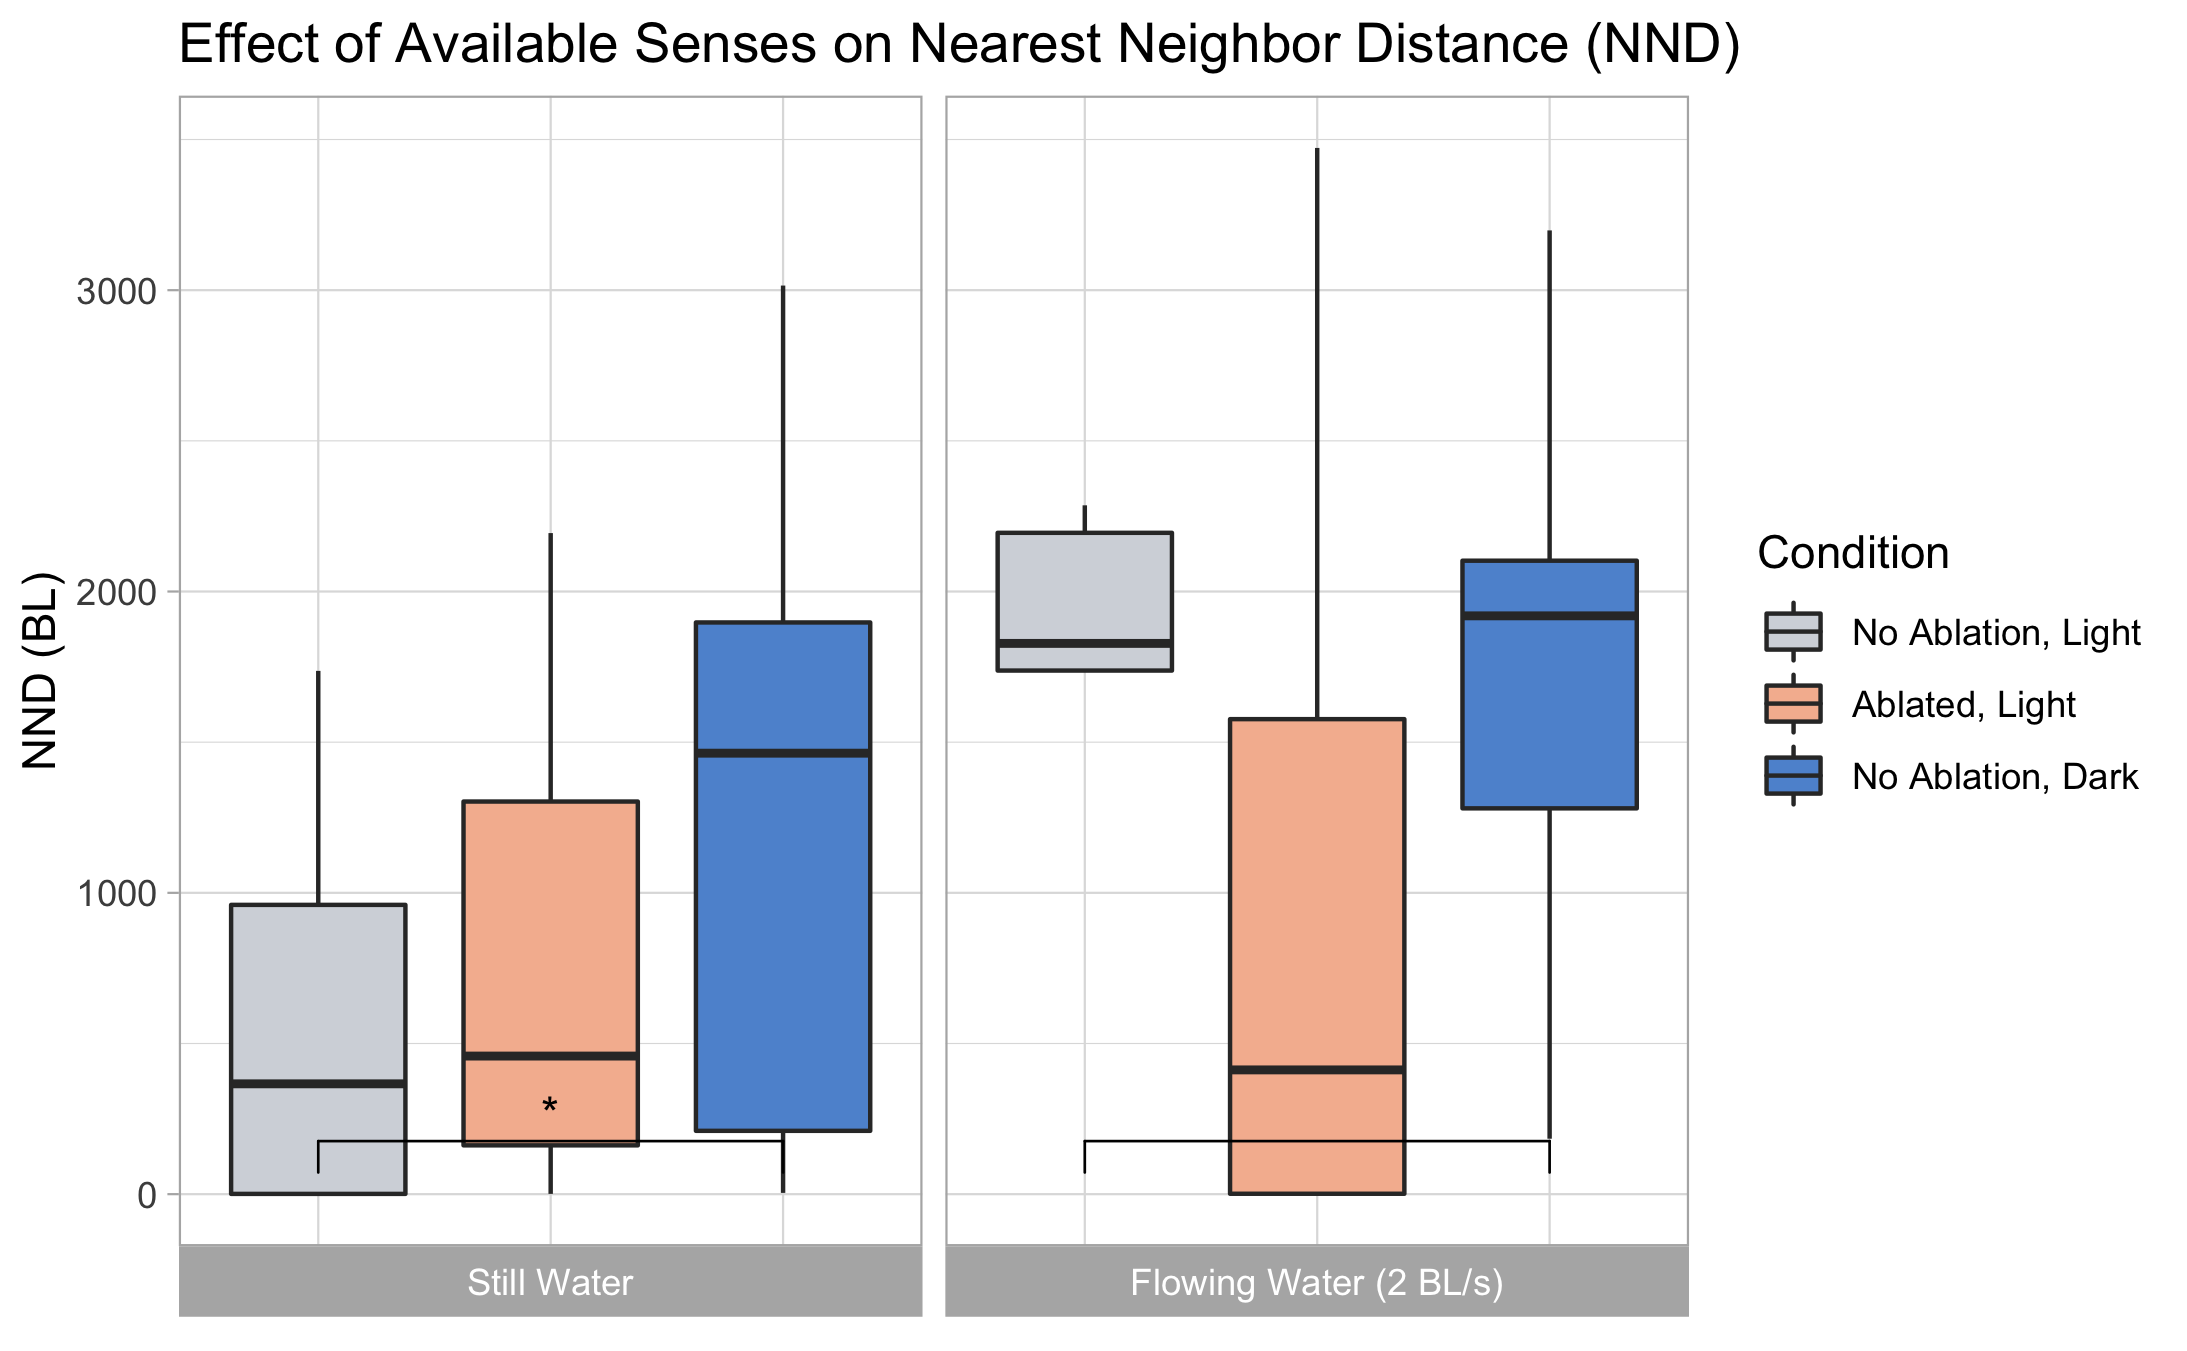 Effect of Available Senses on Nearest Neighbor Distance (NND)
NND (BL)
3000
2000
1000
0
*
Still Water
Flowing Water (2 BL/s)
Condition
No Ablation, Light
Ablated, Light
No Ablation, Dark